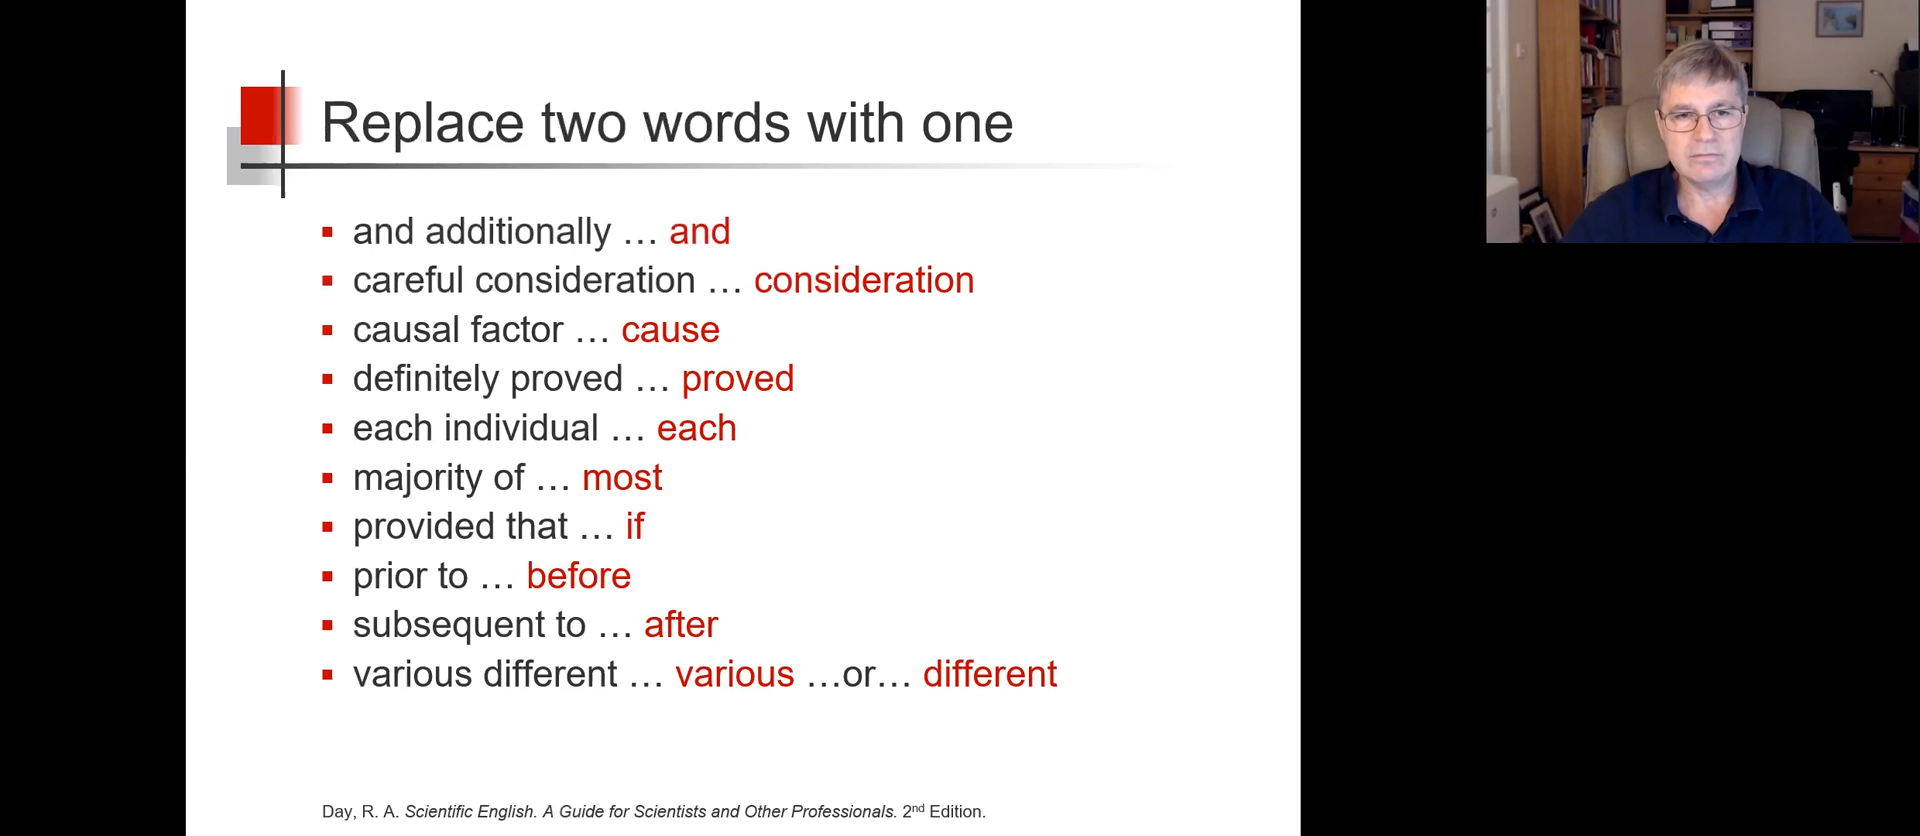 Replace two words with one
▪ and additionally … and
▪ careful consideration … consideration
▪ causal factor … cause
▪ definitely proved … proved
▪ each individual … each
▪ majority of … most
▪ provided that … if
▪ prior to … before
▪ subsequent to … after
▪ various different … various …or… different
Day, R. A. Scientific English. A Guide for Scientists and Other Professionals. 2nd Edition.